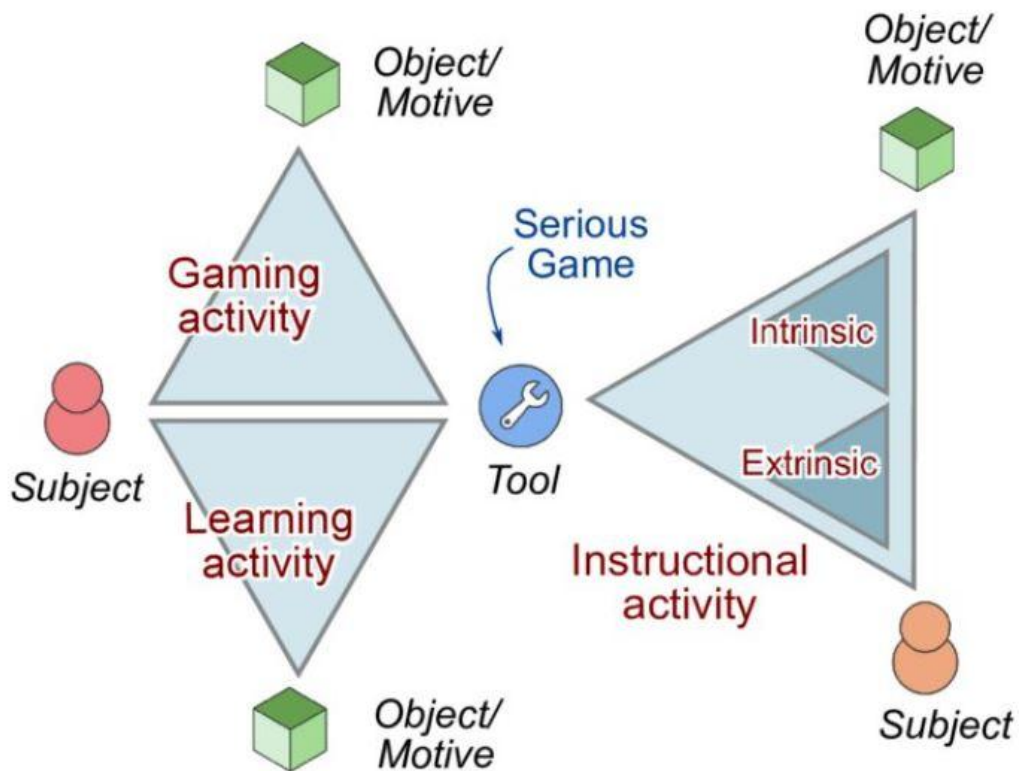 Object/
Motive
Object/
Motive
Serious
Game
Gaming
activity
Intrinsic
Subject
Tool
Extrinsic
Learning
activity
Instructional
activity
Object/
Motive
Subject